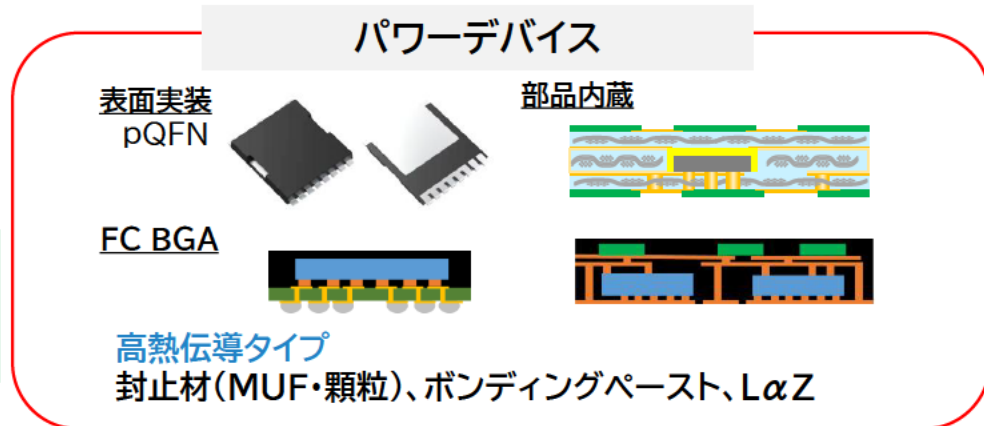 パワーデバイス
表面実装
pQFN
部品内蔵
FC BGA
高熱伝導タイプ
封止材(MUF・顆粒)、ボンディングペースト、LαZ